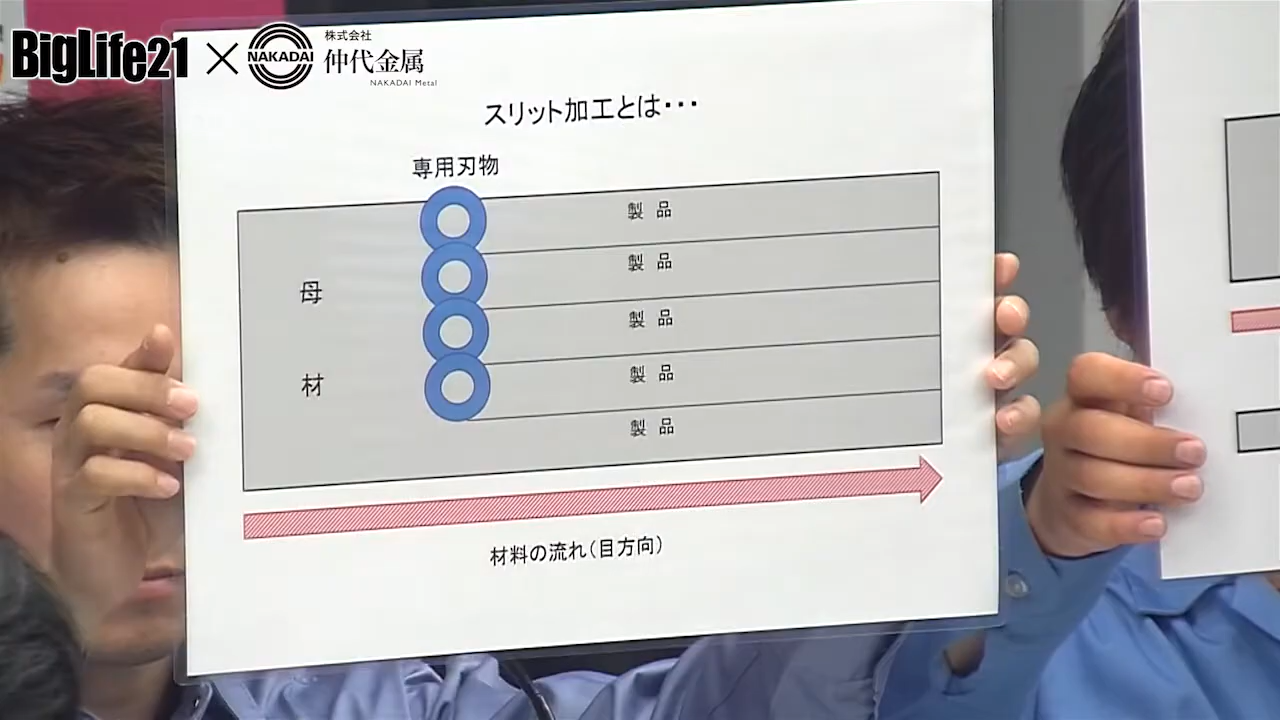 BigLife21
×
NAKADAI
株式会社
仲代金属
NAKADAI Metal
スリット加工とは・・・
専用刃物
母材
製品
製品
製品
製品
製品
材料の流れ(目方向)